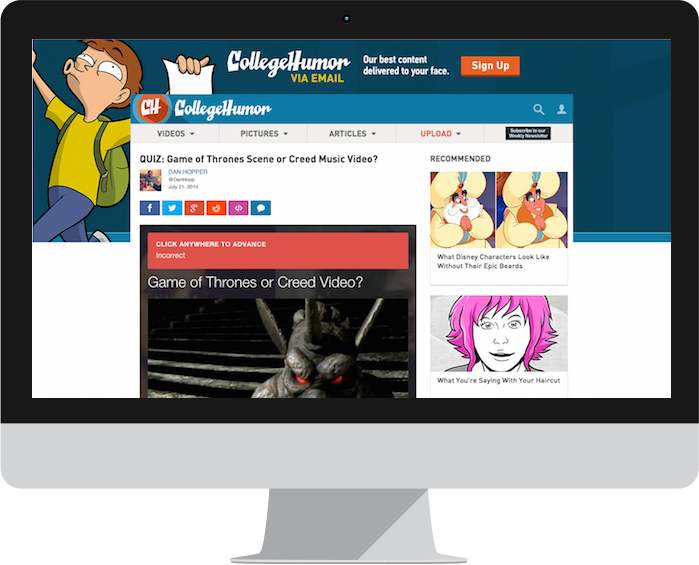 CollegeHumor
VIA EMAIL
Our best content
delivered to your face.
Sign Up
CH CollegeHumor
VIDEOS
PICTURES
ARTICLES
UPLOAD
Subscribe to our
Weekly Newsletter
QUIZ: Game of Thrones Scene or Creed Music Video?
DAN HOPPER
@DanHopp
July 21, 2014
RECOMMENDED
CLICK ANYWHERE TO ADVANCE
Incorrect
Game of Thrones or Creed Video?
What Disney Characters Look Like
Without Their Epic Beards
What You're Saying With Your Haircut